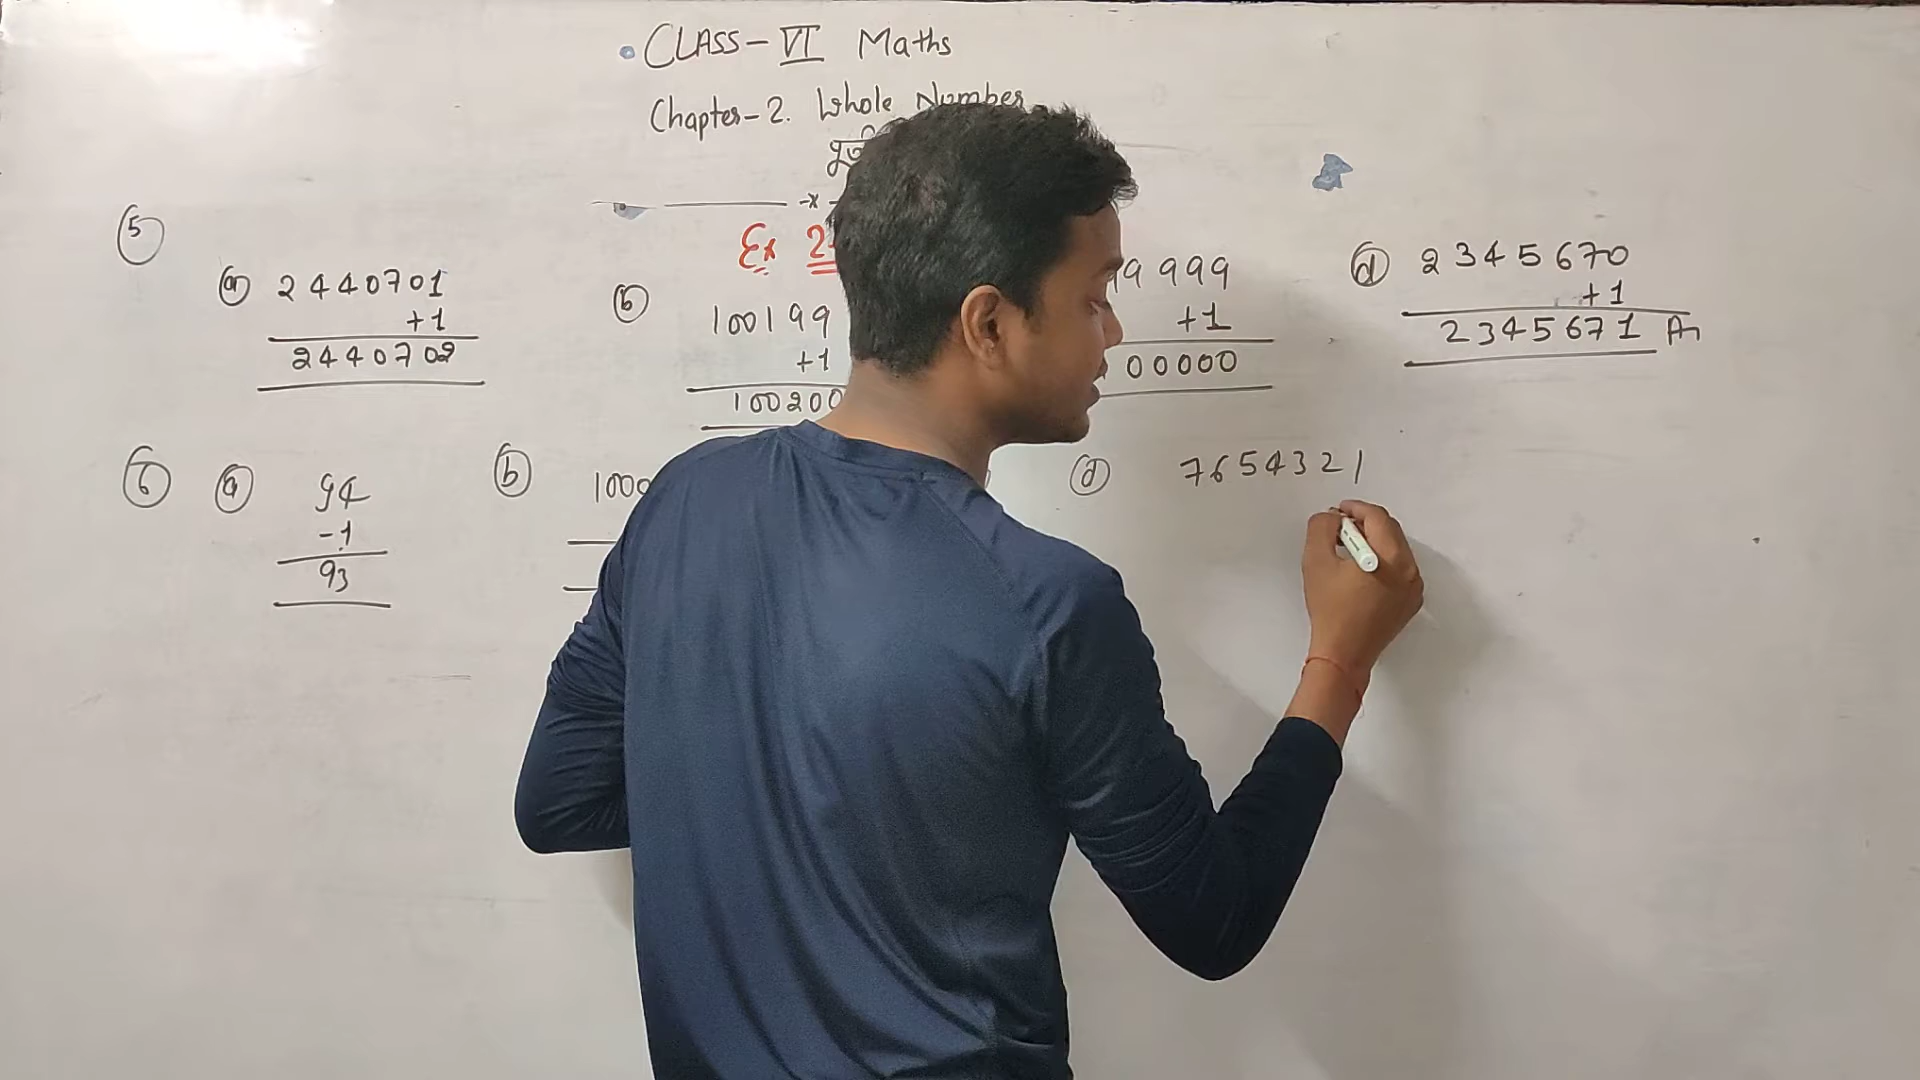 CLASS-VI Maths
Chapter-2. Whole Number
Ex 2
5
a 2440701
+1
2440702
b 100199
+1
100200
99999
+1
00000
d 2345670
+1
2345671 An
6
a 94
-1
93
b 1000
d 7654321